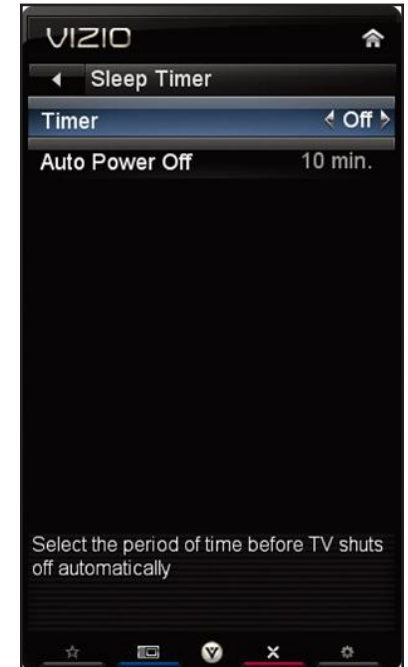 VIZIO
Sleep Timer
Timer Off
Auto Power Off 10 min.
Select the period of time before TV shuts
off automatically
V